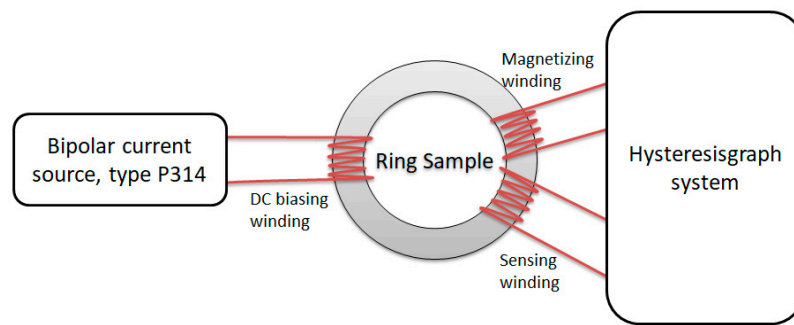 Magnetizing
winding
Bipolar current
source, type P314
Ring Sample
Hysteresisgraph
system
DC biasing
winding
Sensing
winding